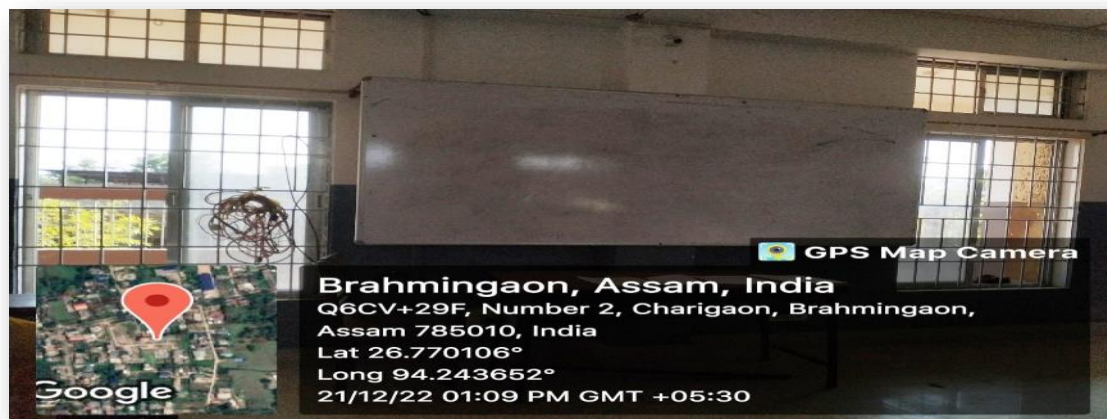 GPS Map Camera
Brahmingaon, Assam, India
Q6CV+29F, Number 2, Charigaon, Brahmingaon,
Assam 785010, India
Lat 26.770106°
Long 94.243652°
21/12/22 01:09 PM GMT +05:30
Google